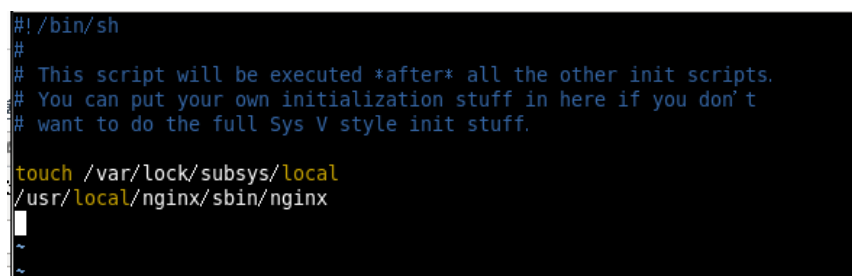 #!/bin/sh
#
# This script will be executed *after* all the other init scripts.
# You can put your own initialization stuff in here if you don't
# want to do the full Sys V style init stuff.
touch /var/lock/subsys/local
/usr/local/nginx/sbin/nginx
~
~